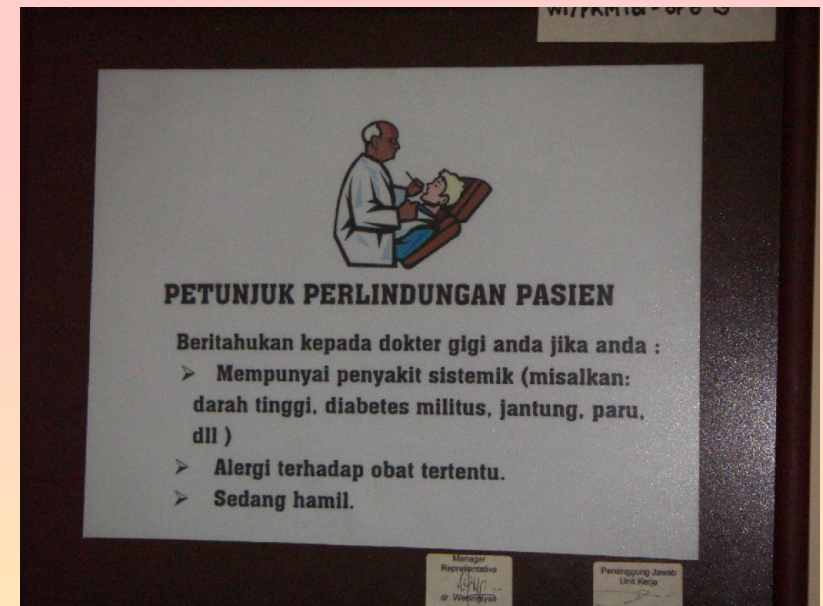 PETUNJUK PERLINDUNGAN PASIEN
Beritahukan kepada dokter gigi anda jika anda :
➢ Mempunyai penyakit sistemik (misalkan:
darah tinggi, diabetes militus, jantung, paru,
dll )
➢ Alergi terhadap obat tertentu.
➢ Sedang hamil.
Manager
Representative
dr.
Penanggung Jawab
Unit Kerja